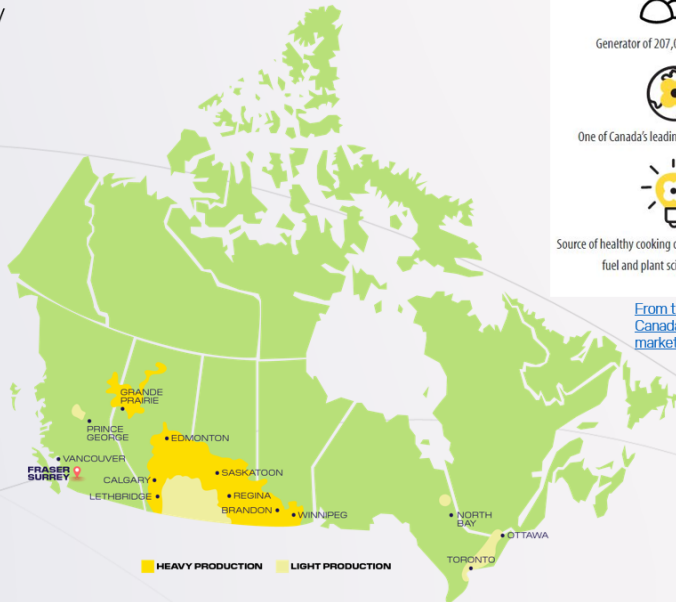 Generator of 207,0
One of Canada's leadin
Source of healthy cooking o
fuel and plant sci
From t
Canada
market
GRANDE
PRAIRIE
PRINCE
GEORGE
EDMONTON
VANCOUVER
FRASER
SURREY
CALGARY
SASKATOON
LETHBRIDGE
REGINA
BRANDON
WINNIPEG
NORTH
BAY
OTTAWA
TORONTO
HEAVY PRODUCTION
LIGHT PRODUCTION